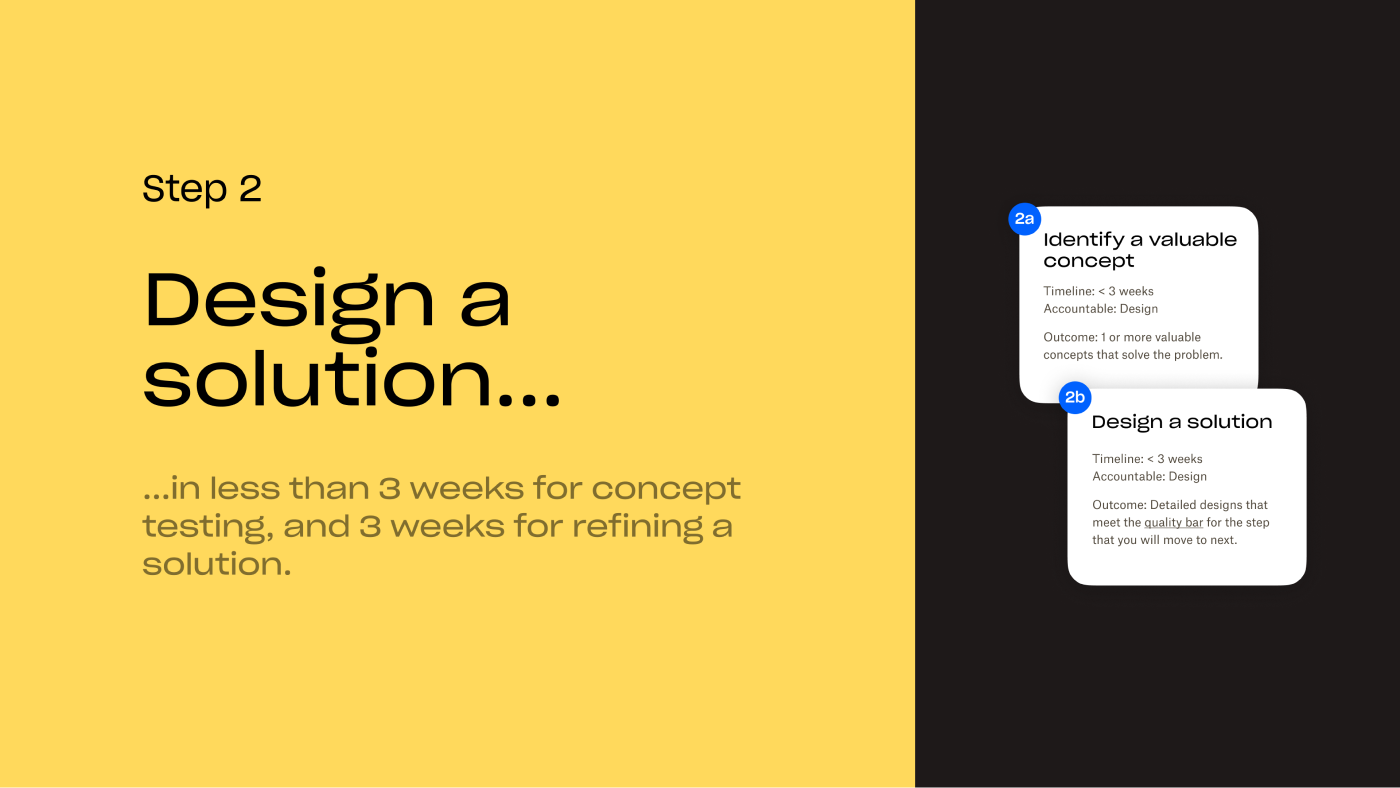 Step 2
Design a
solution...
...in less than 3 weeks for concept
testing, and 3 weeks for refining a
solution.
2a
Identify a valuable
concept
Timeline: < 3 weeks
Accountable: Design
Outcome: 1 or more valuable
concepts that solve the problem.
2b
Design a solution
Timeline: < 3 weeks
Accountable: Design
Outcome: Detailed designs that
meet the quality bar for the step
that you will move to next.